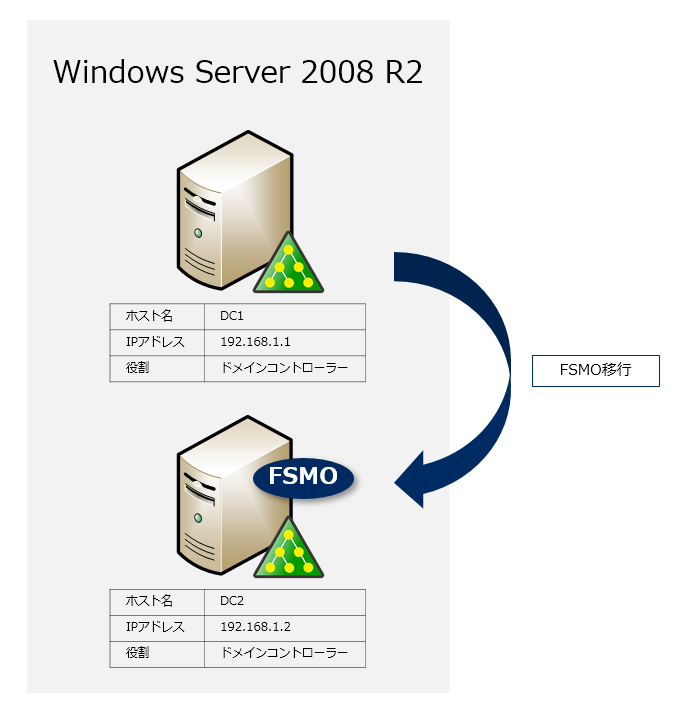 Windows Server 2008 R2
ホスト名 DC1
IPアドレス 192.168.1.1
役割 ドメインコントローラー
FSMO移行
FSMO
ホスト名 DC2
IPアドレス 192.168.1.2
役割 ドメインコントローラー